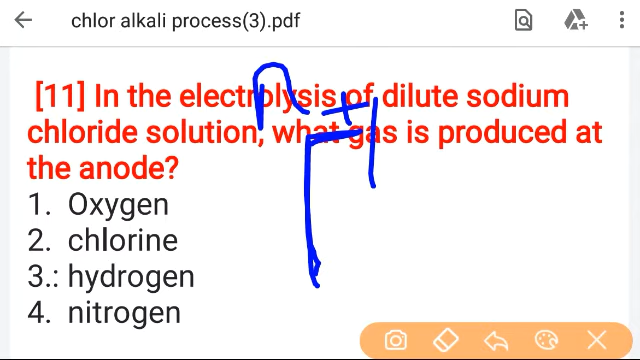 chlor alkali process(3).pdf
[11] In the electrolysis of dilute sodium
chloride solution, what gas is produced at
the anode?
1. Oxygen
2. chlorine
3.: hydrogen
4. nitrogen